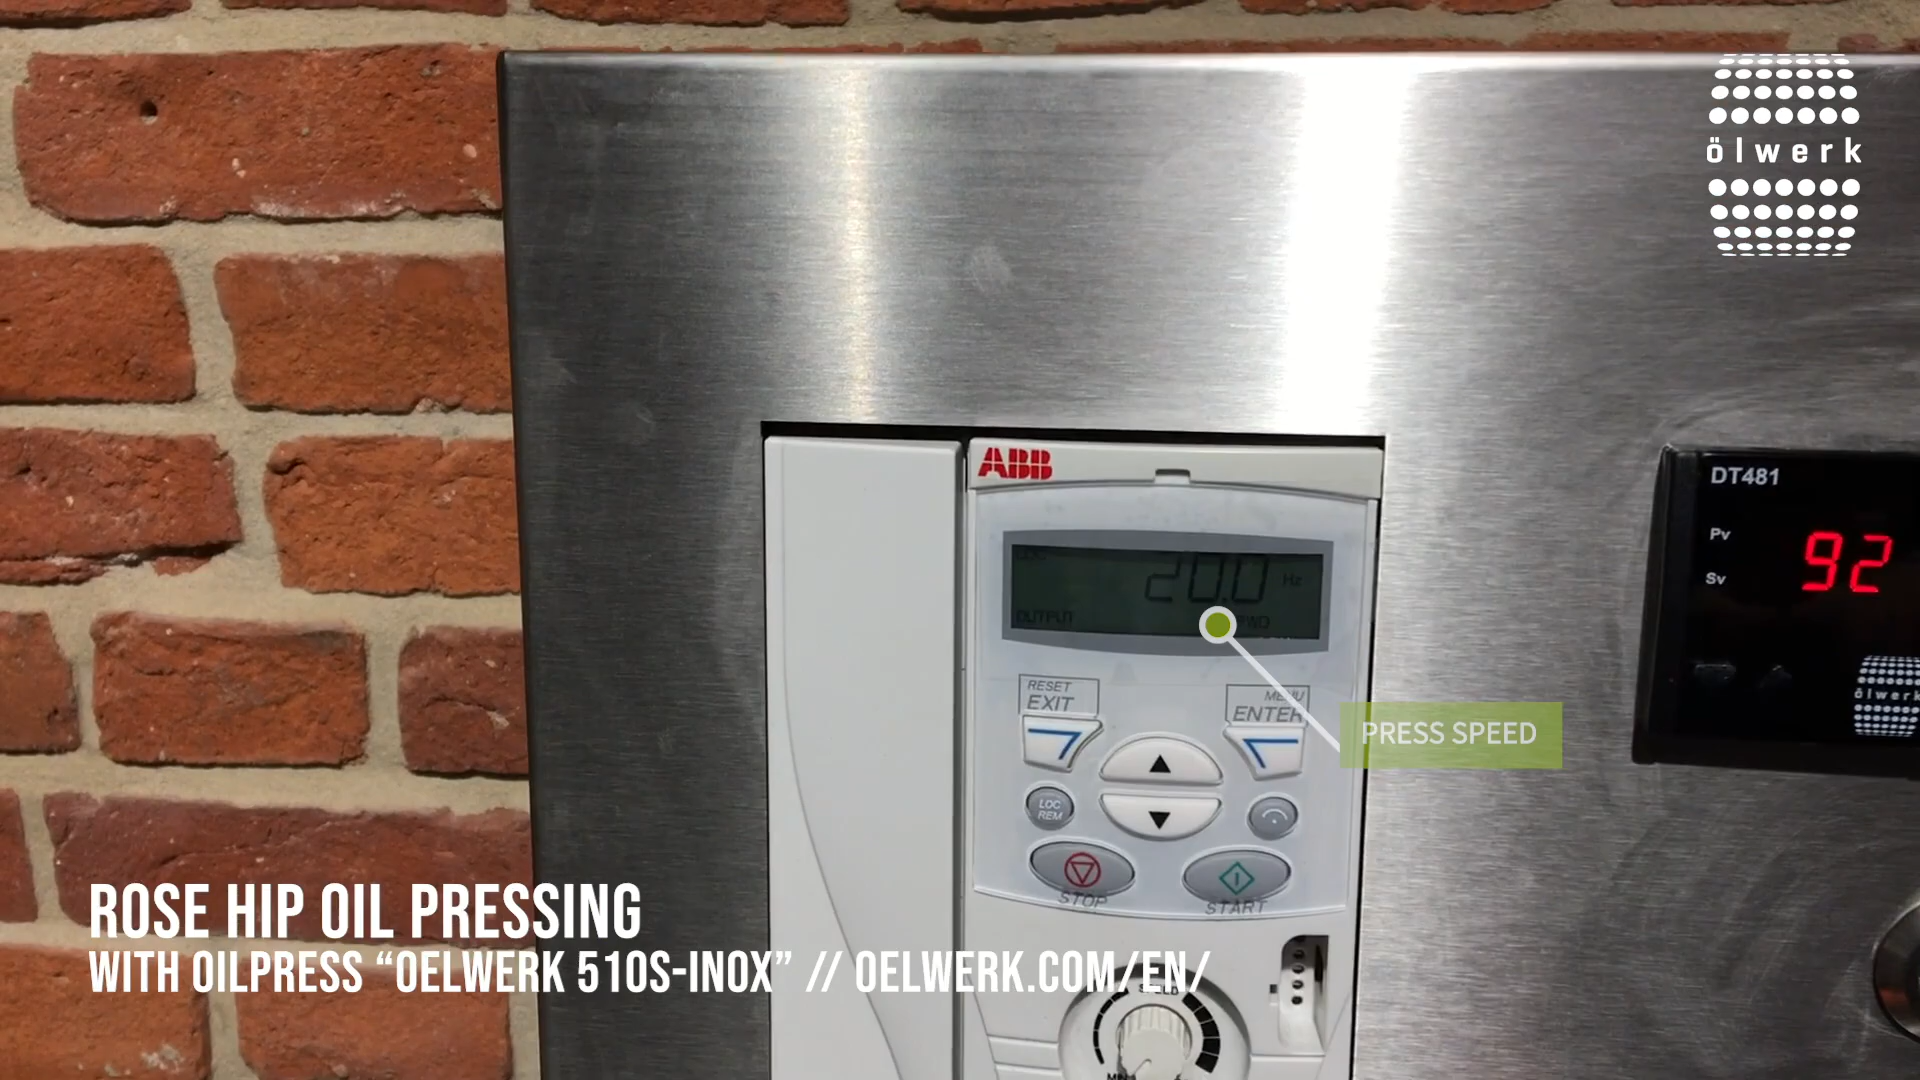 ölwerk
ABB
DT481
Pv
92
Sv
20.0 Hz
OUTPUT
RESET
EXIT
MENU
ENTER
PRESS SPEED
LOC
REM
ölwerk
STOP
START
ROSE HIP OIL PRESSING
WITH OILPRESS “OELWERK 510S-INOX” // OELWERK.COM/EN/